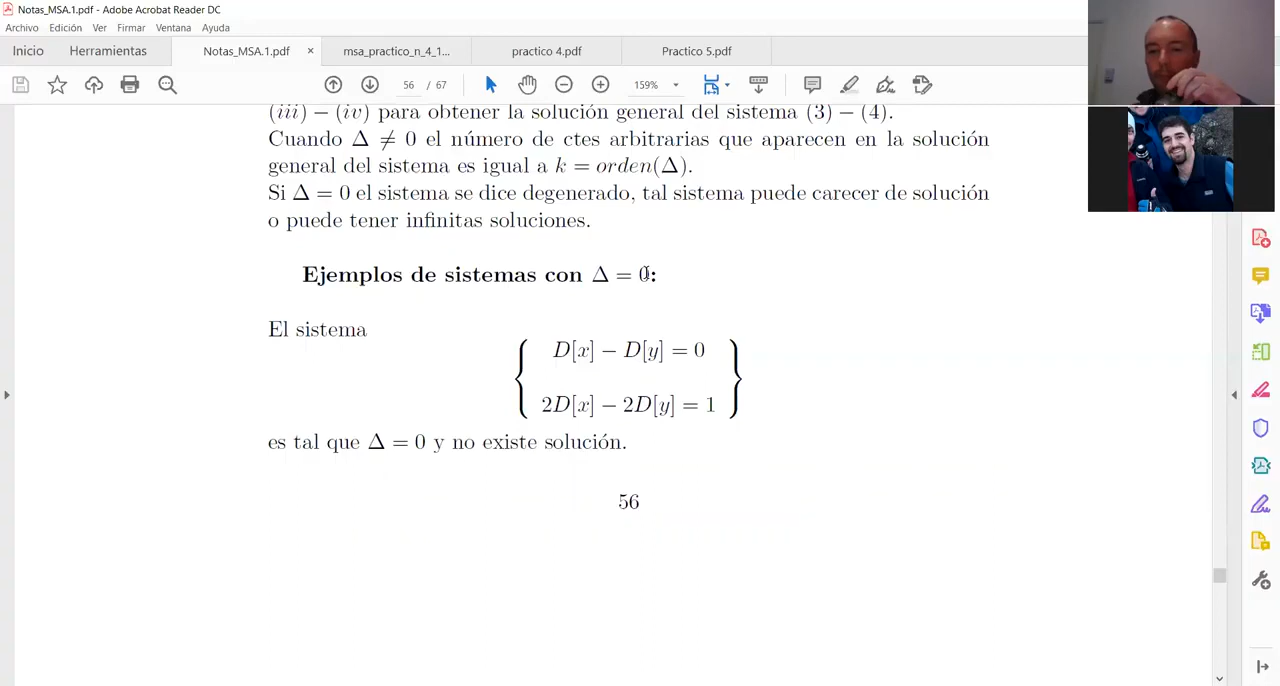 Notas_MSA.1.pdf - Adobe Acrobat Reader DC
Archivo Edición Ver Firmar Ventana Ayuda
Inicio Herramientas Notas_MSA.1.pdf × msa_practico_n_4_1... practico 4.pdf Practico 5.pdf
56 / 67 159%
(iii) − (iv) para obtener la solución general del sistema (3) − (4).
Cuando Δ ≠ 0 el número de ctes arbitrarias que aparecen en la solución
general del sistema es igual a k = orden(Δ).
Si Δ = 0 el sistema se dice degenerado, tal sistema puede carecer de solución
o puede tener infinitas soluciones.
Ejemplos de sistemas con Δ = 0:
El sistema
D[x] − D[y] = 0
2D[x] − 2D[y] = 1
es tal que Δ = 0 y no existe solución.
56